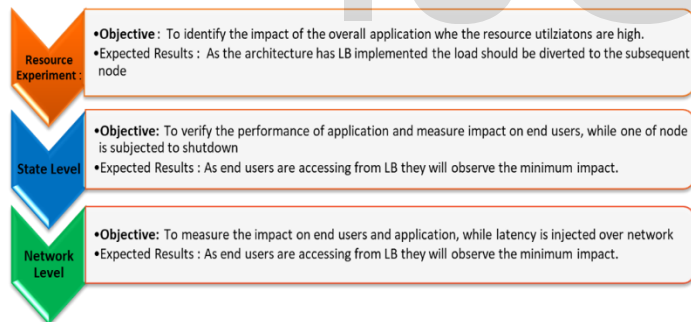 Resource
Experiment :
•Objective : To identify the impact of the overall application whe the resource utilziatons are high.
•Expected Results : As the architecture has LB implemented the load should be diverted to the subsequent
node
State Level
•Objective: To verify the performance of application and measure impact on end users, while one of node
is subjected to shutdown
•Expected Results : As end users are accessing from LB they will observe the minimum impact.
Network
Level
•Objective: To measure the impact on end users and application, while latency is injected over network
•Expected Results : As end users are accessing from LB they will observe the minimum impact.